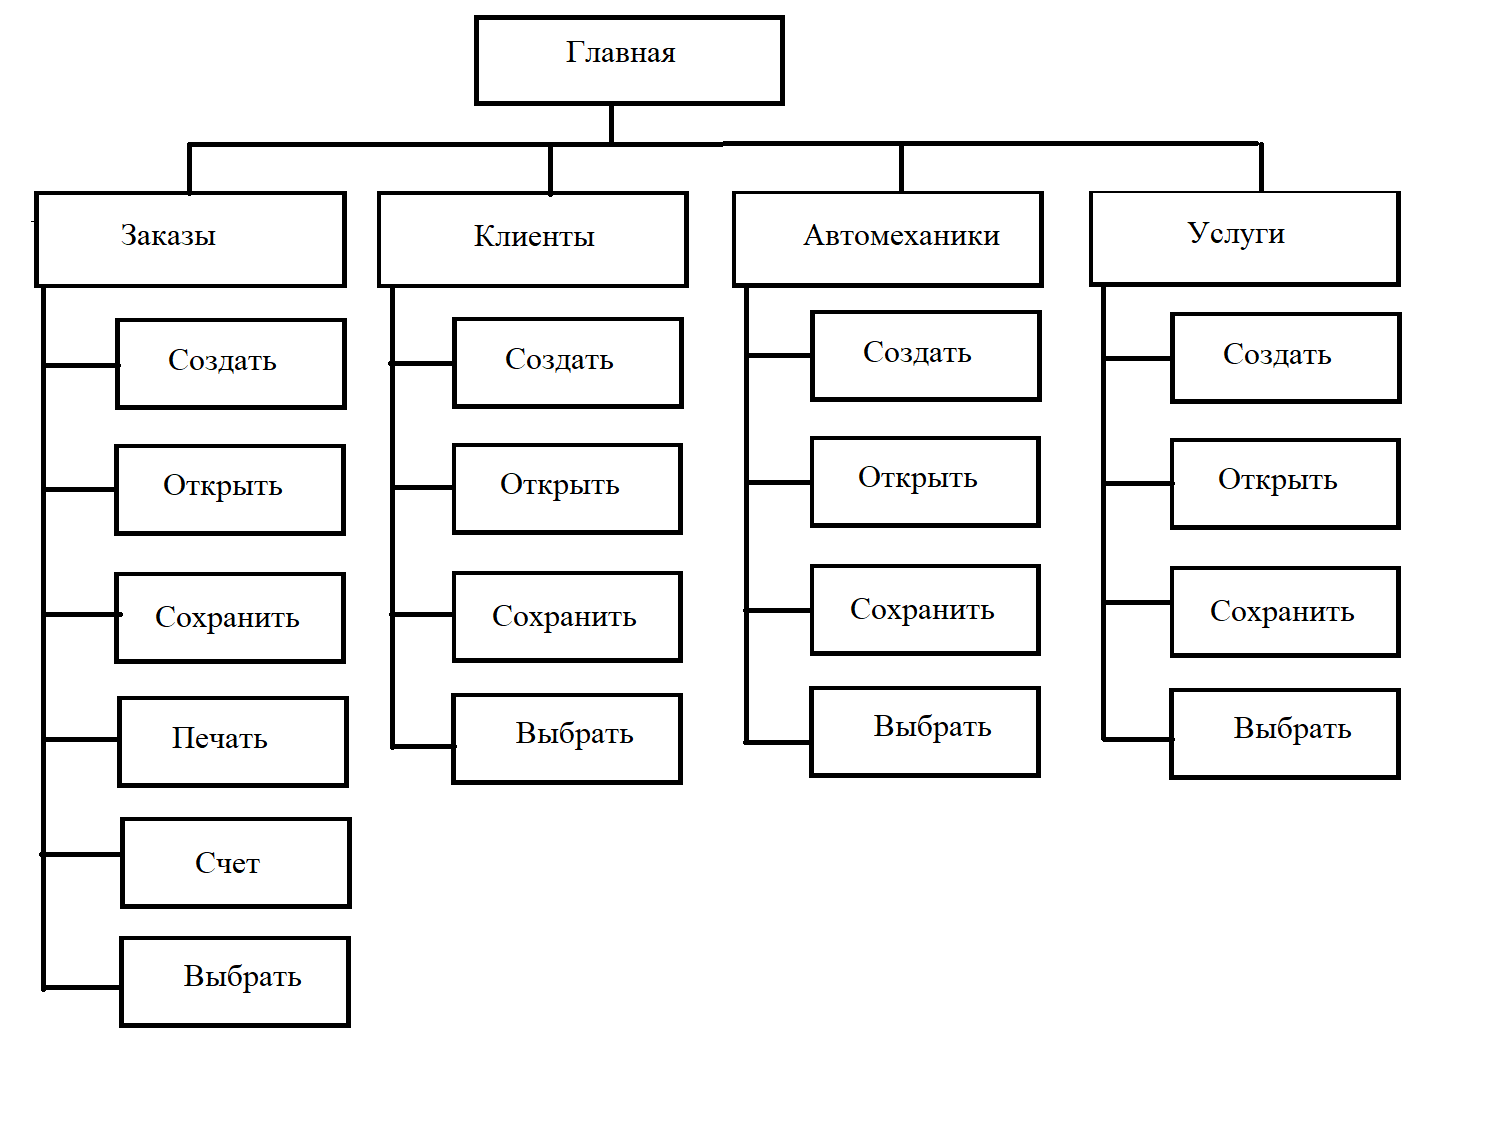 Главная
Заказы
Клиенты
Автомеханики
Услуги
Создать
Открыть
Сохранить
Печать
Счет
Выбрать
Создать
Открыть
Сохранить
Выбрать
Создать
Открыть
Сохранить
Выбрать
Создать
Открыть
Сохранить
Выбрать